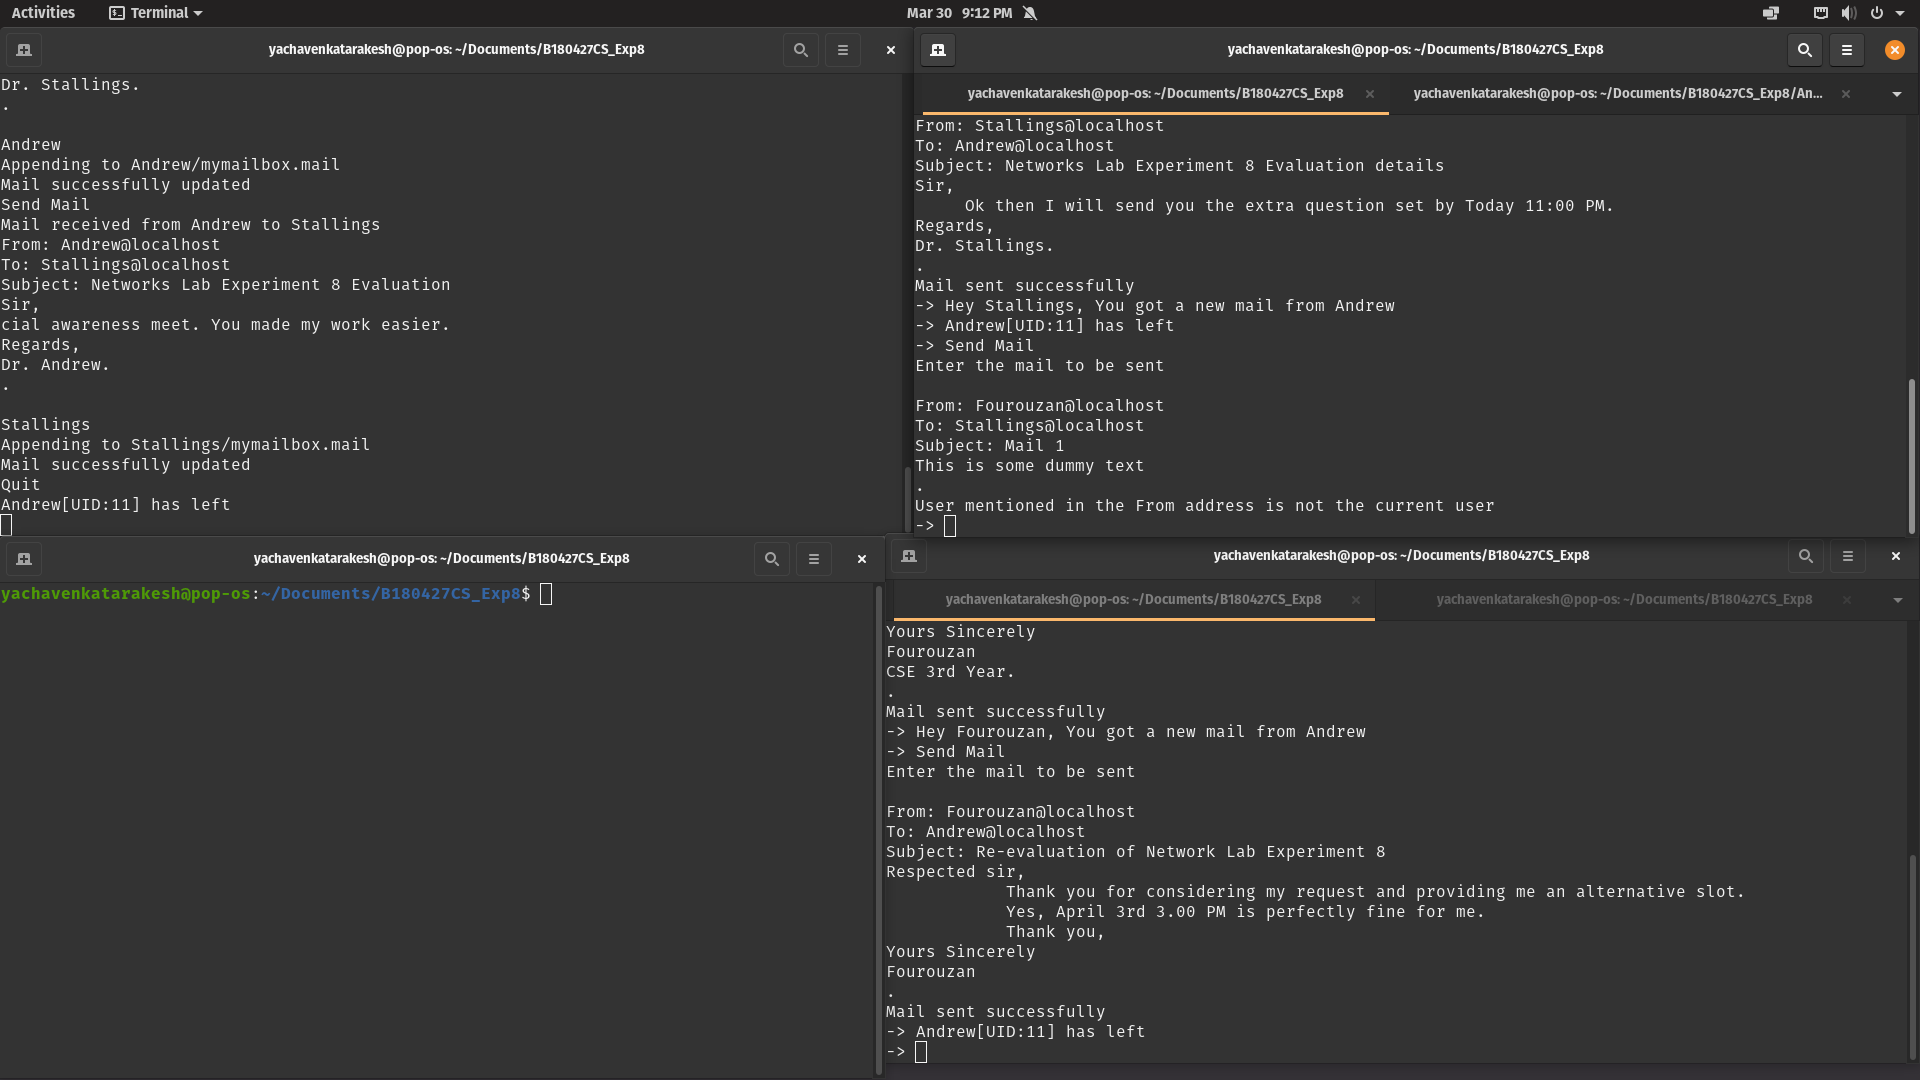 Activities
Terminal
Mar 30 9:12 PM
yachavenkatarakesh@pop-os: ~/Documents/B180427CS_Exp8
Dr. Stallings.
.
Andrew
Appending to Andrew/mymailbox.mail
Mail successfully updated
Send Mail
Mail received from Andrew to Stallings
From: Andrew@localhost
To: Stallings@localhost
Subject: Networks Lab Experiment 8 Evaluation
Sir,
cial awareness meet. You made my work easier.
Regards,
Dr. Andrew.
.
Stallings
Appending to Stallings/mymailbox.mail
Mail successfully updated
Quit
Andrew[UID:11] has left
yachavenkatarakesh@pop-os: ~/Documents/B180427CS_Exp8
yachavenkatarakesh@pop-os: ~/Documents/B180427CS_Exp8
yachavenkatarakesh@pop-os: ~/Documents/B180427CS_Exp8/An...
From: Stallings@localhost
To: Andrew@localhost
Subject: Networks Lab Experiment 8 Evaluation details
Sir,
Ok then I will send you the extra question set by Today 11:00 PM.
Regards,
Dr. Stallings.
.
Mail sent successfully
-> Hey Stallings, You got a new mail from Andrew
-> Andrew[UID:11] has left
-> Send Mail
Enter the mail to be sent
From: Fourouzan@localhost
To: Stallings@localhost
Subject: Mail 1
This is some dummy text
.
User mentioned in the From address is not the current user
->
yachavenkatarakesh@pop-os: ~/Documents/B180427CS_Exp8
yachavenkatarakesh@pop-os:~/Documents/B180427CS_Exp8$
yachavenkatarakesh@pop-os: ~/Documents/B180427CS_Exp8
yachavenkatarakesh@pop-os: ~/Documents/B180427CS_Exp8
yachavenkatarakesh@pop-os: ~/Documents/B180427CS_Exp8
Yours Sincerely
Fourouzan
CSE 3rd Year.
.
Mail sent successfully
-> Hey Fourouzan, You got a new mail from Andrew
-> Send Mail
Enter the mail to be sent
From: Fourouzan@localhost
To: Andrew@localhost
Subject: Re-evaluation of Network Lab Experiment 8
Respected sir,
Thank you for considering my request and providing me an alternative slot.
Yes, April 3rd 3.00 PM is perfectly fine for me.
Thank you,
Yours Sincerely
Fourouzan
.
Mail sent successfully
-> Andrew[UID:11] has left
->